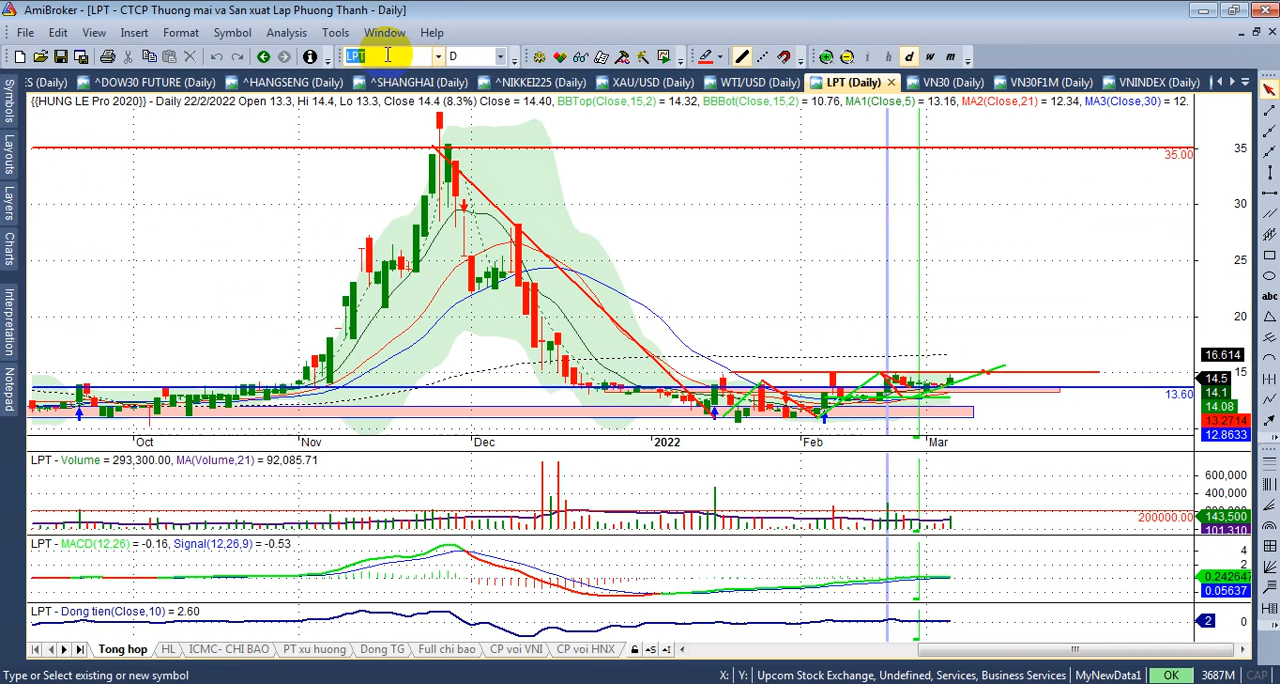 AmiBroker - [LPT - CTCP Thuong mai va San xuat Lap Phuong Thanh - Daily]
File Edit View Insert Format Symbol Analysis Tools Window Help
LPT D i d w m
S (Daily) ^DOW30 FUTURE (Daily) ^HANGSENG (Daily) ^SHANGHAI (Daily) ^NIKKEI225 (Daily) XAU/USD (Daily) WTI/USD (Daily) LPT (Daily) VN30 (Daily) VN30F1M (Daily) VNINDEX (Daily)
{{HUNG LE Pro 2020}} - Daily 22/2/2022 Open 13.3, Hi 14.4, Lo 13.3, Close 14.4 (8.3%) Close = 14.40, BBTop(Close,15,2) = 14.32, BBBot(Close,15,2) = 10.76, MA1(Close,5) = 13.16, MA2(Close,21) = 12.34, MA3(Close,30) = 12.
Symbols
Layouts
Layers
Charts
Interpretation
Notepad
abc
35
35.00
30
25
20
16.614
15
14.5
13.60
14.1
14.08
13.2714
12.8633
Oct Nov Dec 2022 Feb Mar
LPT - Volume = 293,300.00, MA(Volume,21) = 92,085.71
600,000
400,000
200000.00
143,500
101,310
LPT - MACD(12,26) = -0.16, Signal(12,26,9) = -0.53
4
2
0.242647
0.05637
LPT - Dong tien(Close,10) = 2.60
2 0
Tong hop HL ICMC- CHI BAO PT xu huong Dong TG Full chi bao CP voi VNI CP voi HNX
Type or Select existing or new symbol X: Y: Upcom Stock Exchange, Undefined, Services, Business Services MyNewData1 OK 3687M CAP